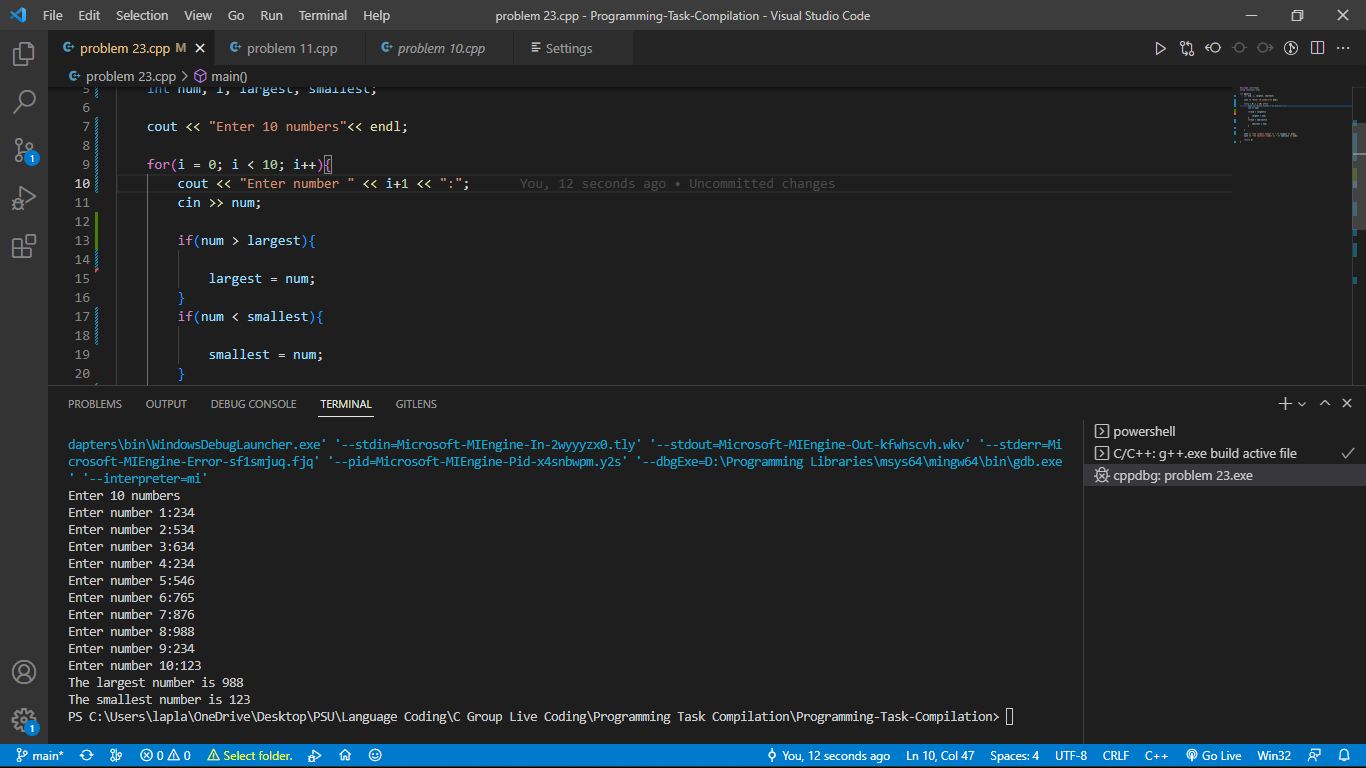 File Edit Selection View Go Run Terminal Help problem 23.cpp - Programming-Task-Compilation - Visual Studio Code
problem 23.cpp M problem 11.cpp problem 10.cpp Settings
problem 23.cpp > main()
5 int num, i, largest, smallest;
6
7 cout << "Enter 10 numbers"<< endl;
8
9 for(i = 0; i < 10; i++){
10 cout << "Enter number " << i+1 << ":"; You, 12 seconds ago • Uncommitted changes
11 cin >> num;
12
13 if(num > largest){
14
15 largest = num;
16 }
17 if(num < smallest){
18
19 smallest = num;
20 }
PROBLEMS OUTPUT DEBUG CONSOLE TERMINAL GITLENS
dapters\bin\WindowsDebugLauncher.exe' '--stdin=Microsoft-MIEngine-In-2wyyyzx0.tly' '--stdout=Microsoft-MIEngine-Out-kfwhscvh.wkv' '--stderr=Mi
crosoft-MIEngine-Error-sf1smjuq.fjq' '--pid=Microsoft-MIEngine-Pid-x4snbwpm.y2s' '--dbgExe=D:\Programming Libraries\msys64\mingw64\bin\gdb.exe
' '--interpreter=mi'
Enter 10 numbers
Enter number 1:234
Enter number 2:534
Enter number 3:634
Enter number 4:234
Enter number 5:546
Enter number 6:765
Enter number 7:876
Enter number 8:988
Enter number 9:234
Enter number 10:123
The largest number is 988
The smallest number is 123
PS C:\Users\lapla\OneDrive\Desktop\PSU\Language Coding\C Group Live Coding\Programming Task Compilation\Programming-Task-Compilation>
powershell
C/C++: g++.exe build active file
cppdbg: problem 23.exe
1
1
main* 0 0 Select folder. You, 12 seconds ago Ln 10, Col 47 Spaces: 4 UTF-8 CRLF C++ Go Live Win32